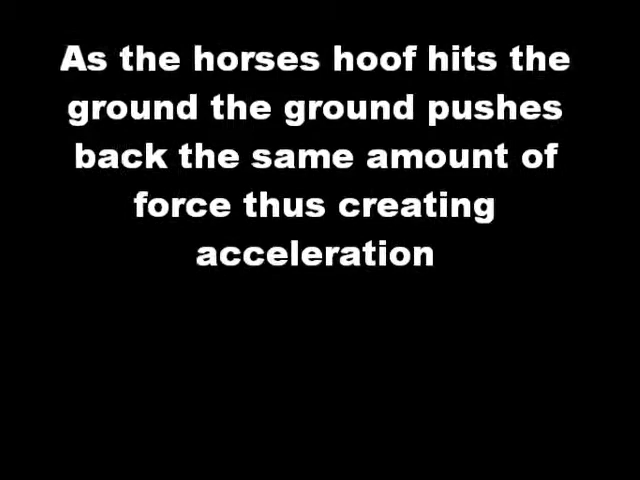 As the horses hoof hits the
ground the ground pushes
back the same amount of
force thus creating
acceleration